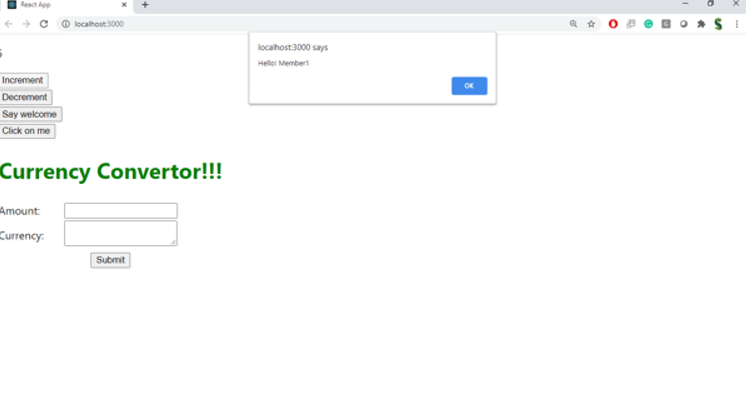 React App
localhost:3000
localhost:3000 says
Hello! Member1
OK
5
Increment
Decrement
Say welcome
Click on me
Currency Convertor!!!
Amount:
Currency:
Submit